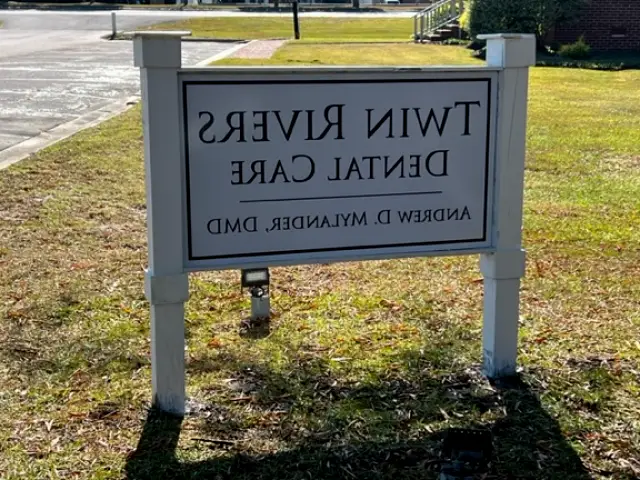 TWIN RIVERS
DENTAL CARE
ANDREW D. MYLANDER, DMD